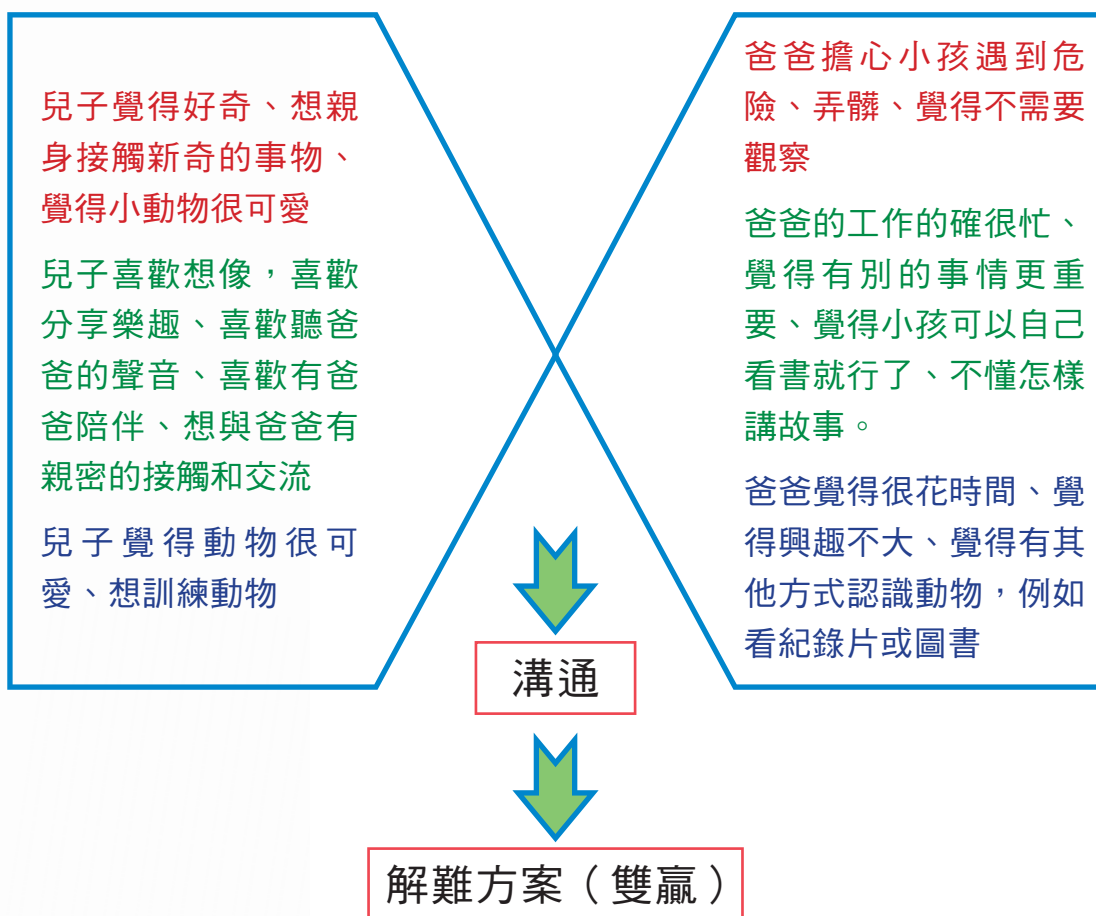 兒子覺得好奇、想親
身接觸新奇的事物、
覺得小動物很可愛
兒子喜歡想像，喜歡
分享樂趣、喜歡聽爸
爸的聲音、喜歡有爸
爸陪伴、想與爸爸有
親密的接觸和交流
兒子覺得動物很可
愛、想訓練動物
爸爸擔心小孩遇到危
險、弄髒、覺得不需要
觀察
爸爸的工作的確很忙、
覺得有別的事情更重
要、覺得小孩可以自己
看書就行了、不懂怎樣
講故事。
爸爸覺得很花時間、覺
得興趣不大、覺得有其
他方式認識動物，例如
看紀錄片或圖書
溝通
解難方案（雙贏）